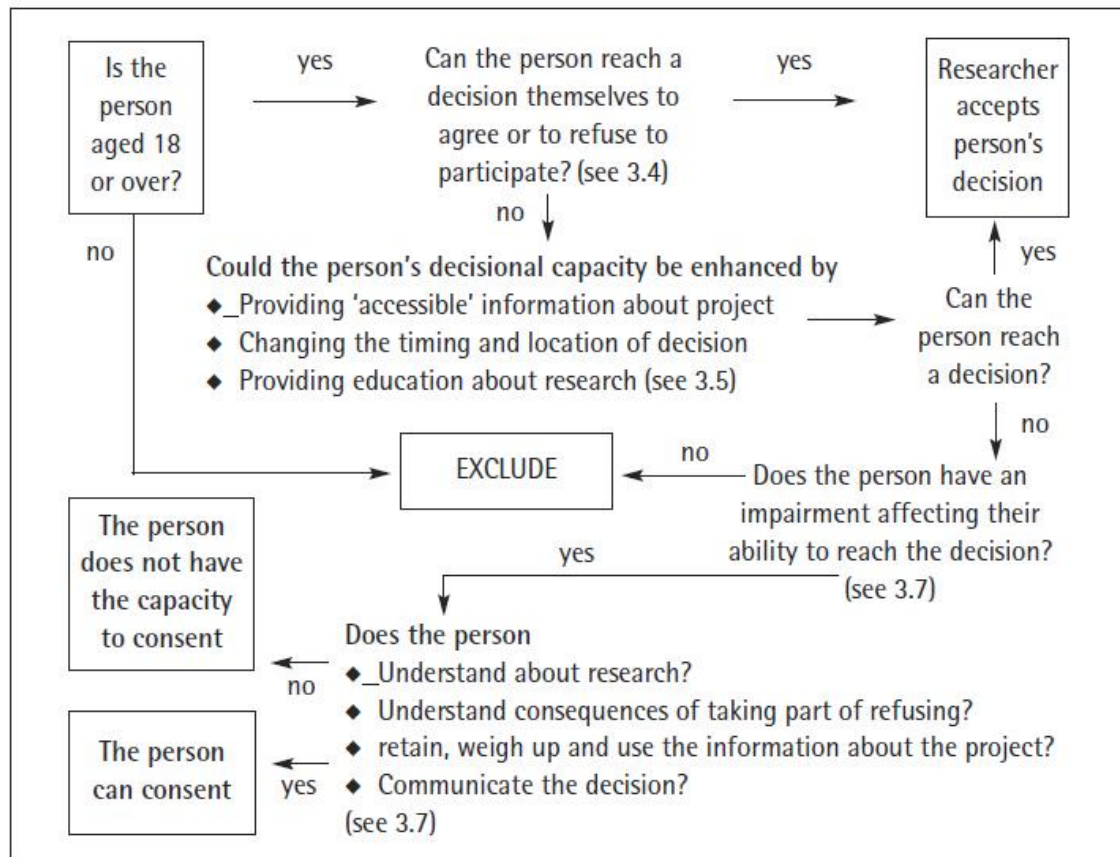 Is the
person
aged 18
or over?
yes
Can the person reach a
decision themselves to
agree or to refuse to
participate? (see 3.4)
yes
Researcher
accepts
person's
decision
no
no
Could the person's decisional capacity be enhanced by
◆_Providing 'accessible' information about project
◆ Changing the timing and location of decision
◆ Providing education about research (see 3.5)
yes
Can the
person reach
a decision?
no
EXCLUDE
no
Does the person have an
impairment affecting their
ability to reach the decision?
(see 3.7)
yes
The person
does not have
the capacity
to consent
Does the person
◆_Understand about research?
◆ Understand consequences of taking part of refusing?
◆ retain, weigh up and use the information about the project?
◆ Communicate the decision?
(see 3.7)
no
The person
can consent
yes